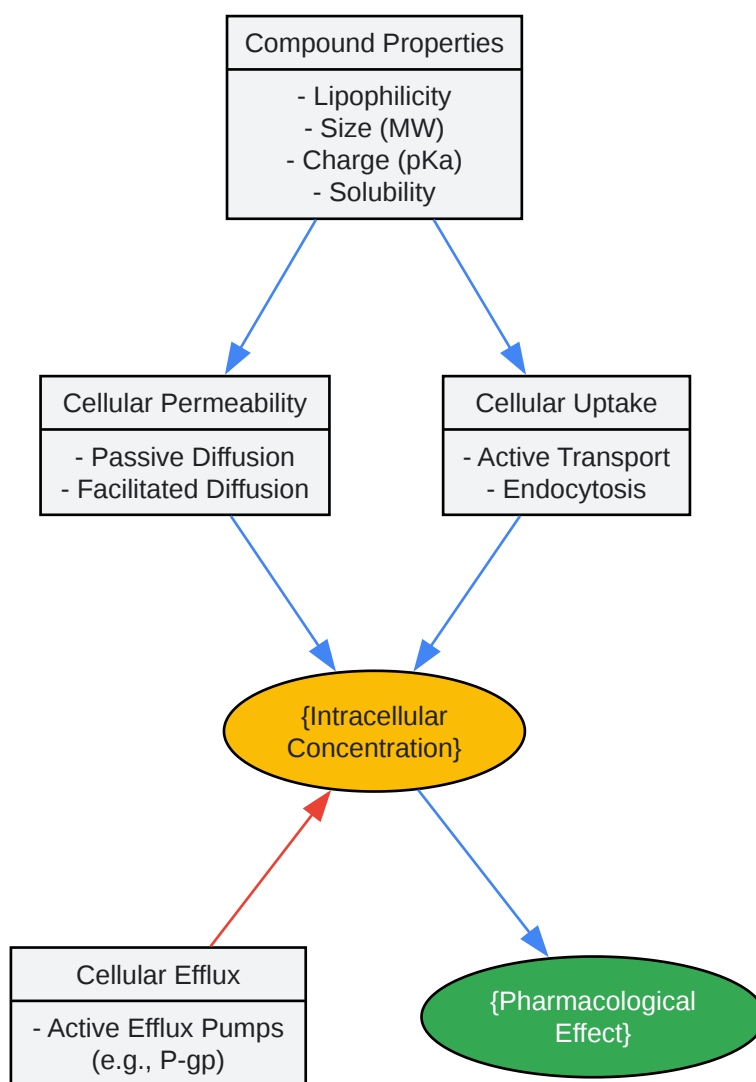 Compound Properties
- Lipophilicity
- Size (MW)
- Charge (pKa)
- Solubility
Cellular Permeability
- Passive Diffusion
- Facilitated Diffusion
Cellular Uptake
- Active Transport
- Endocytosis
{Intracellular
Concentration}
Cellular Efflux
- Active Efflux Pumps
(e.g., P-gp)
{Pharmacological
Effect}